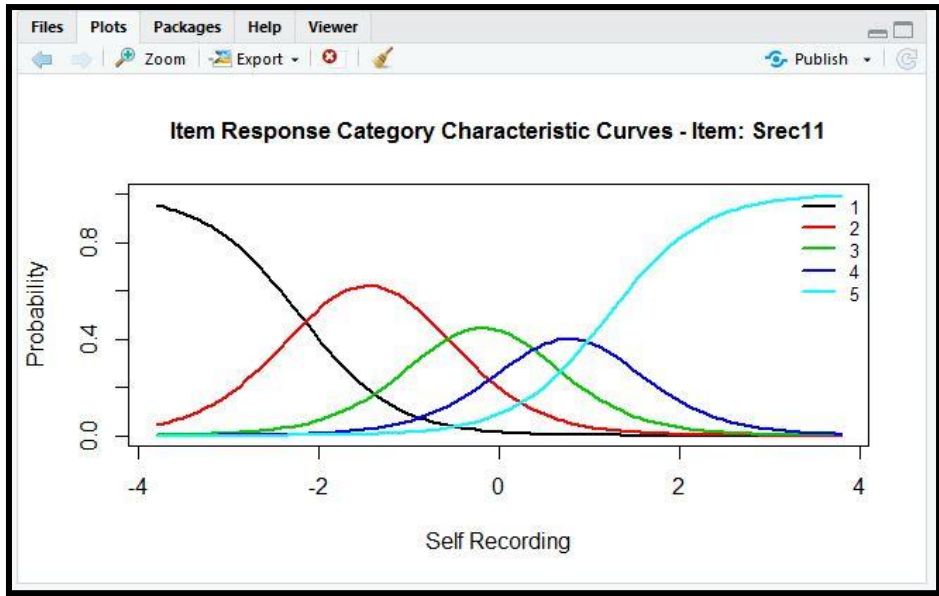 Files Plots Packages Help Viewer
Zoom Export Publish
Item Response Category Characteristic Curves - Item: Srec11
Probability
0.8
0.4
0.0
1
2
3
4
5
-4 -2 0 2 4
Self Recording